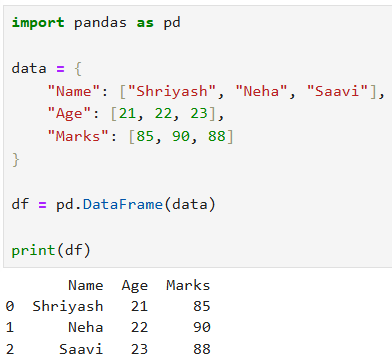 import pandas as pd

data = {
    "Name": ["Shriyash", "Neha", "Saavi"],
    "Age": [21, 22, 23],
    "Marks": [85, 90, 88]
}

df = pd.DataFrame(data)

print(df)

       Name  Age  Marks
0  Shriyash   21     85
1      Neha   22     90
2     Saavi   23     88